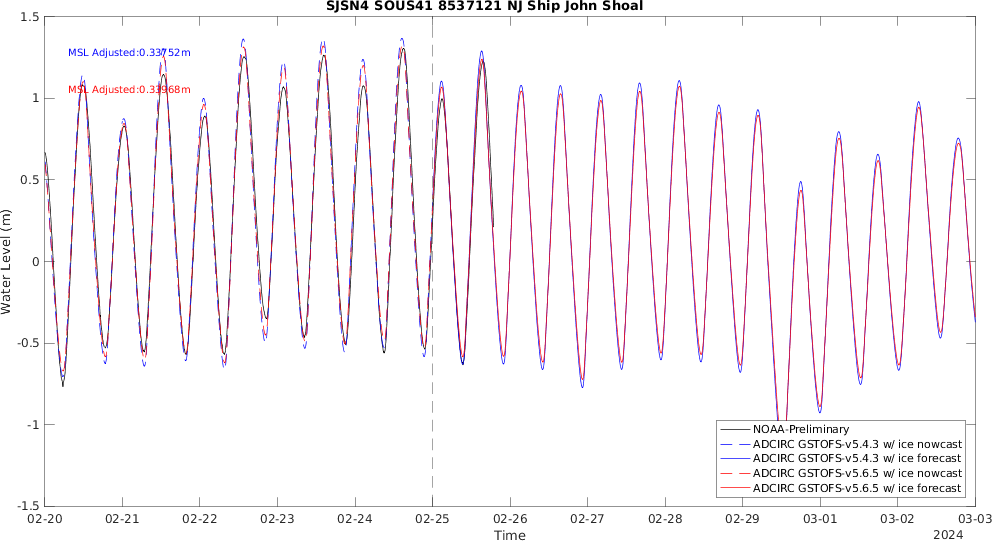 SJSN4 SOUS41 8537121 NJ Ship John Shoal
MSL Adjusted:0.33752m
MSL Adjusted:0.33968m
1.5
1
0.5
0
-0.5
-1
-1.5
Water Level (m)
NOAA-Preliminary
ADCIRC GSTOFS-v5.4.3 w/ ice nowcast
ADCIRC GSTOFS-v5.4.3 w/ ice forecast
ADCIRC GSTOFS-v5.6.5 w/ ice nowcast
ADCIRC GSTOFS-v5.6.5 w/ ice forecast
02-20 02-21 02-22 02-23 02-24 02-25 02-26 02-27 02-28 02-29 03-01 03-02 03-03
Time
2024